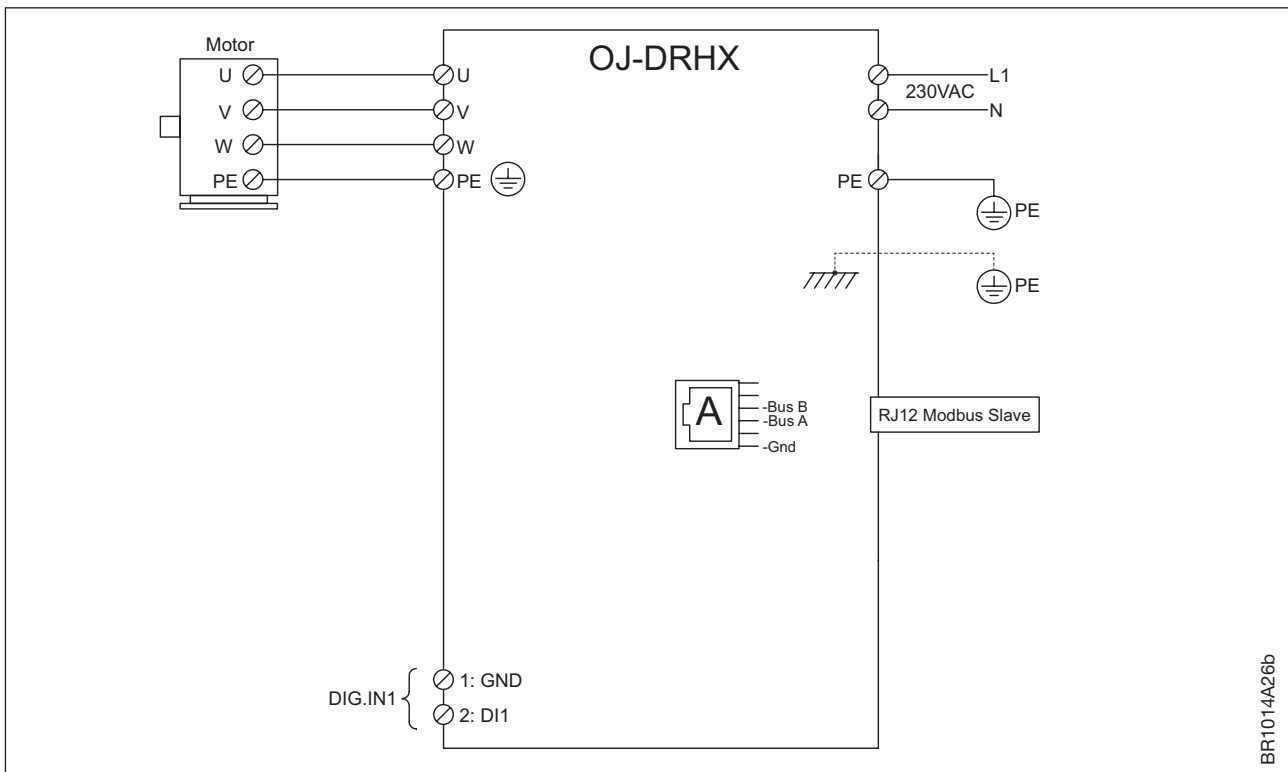 OJ-DRHX
Motor
U
V
W
PE
U
V
W
PE
L1
230VAC
N
PE
PE
PE
A
-Bus B
-Bus A
-Gnd
RJ12 Modbus Slave
DIG.IN1
1: GND
2: DI1
BR1014A26b